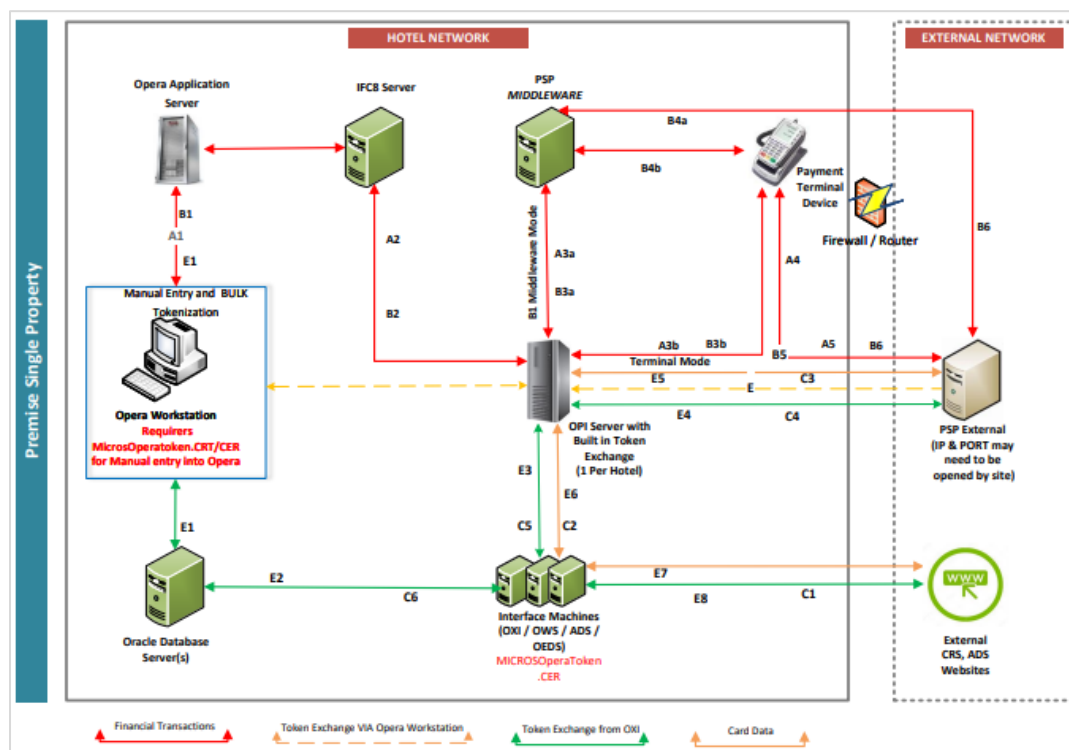 Premise Single Property
HOTEL NETWORK
EXTERNAL NETWORK
Opera Application
Server
IFC8 Server
PSP
MIDDLEWARE
B4a
B4b
Payment
Terminal
Device
Firewall / Router
B1
A1
E1
A2
B2
B1 Middleware Mode
A3a
B3a
A4
B6
Manual Entry and BULK
Tokenization
Opera Workstation
Requirers
MicrosOperatoken.CRT/CER
for Manual entry into Opera
A3b
B3b
Terminal Mode
B5
A5
B6
E5
C3
E
E4
C4
OPI Server with
Built in Token
Exchange
(1 Per Hotel)
PSP External
(IP & PORT may
need to be
opened by site)
E3
E6
C5
C2
E1
E2
C6
E7
E8
C1
WWW
Oracle Database
Server(s)
Interface Machines
(OXI / OWS / ADS /
OEDS)
MICROSOperaToken
.CER
External
CRS, ADS
Websites
Financial Transactions
Token Exchange VIA Opera Workstation
Token Exchange from OXI
Card Data